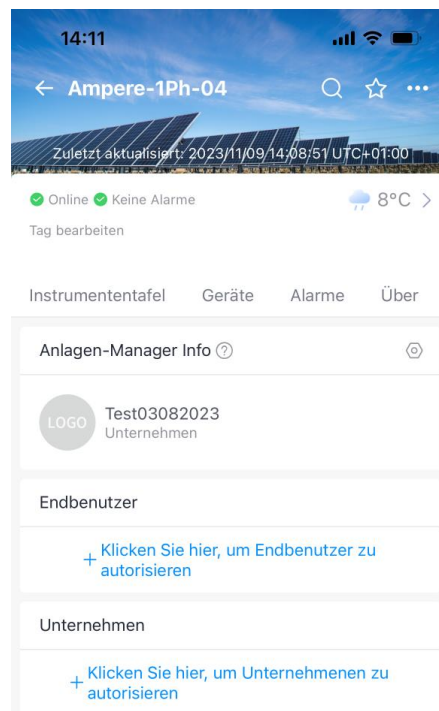 14:11
Ampere-1Ph-04
Zuletzt aktualisiert: 2023/11/09 14:08:51 UTC+01:00
Online Keine Alarme
8°C
Tag bearbeiten
Instrumententafel Geräte Alarme Über
Anlagen-Manager Info ?
LOGO
Test03082023
Unternehmen
Endbenutzer
+ Klicken Sie hier, um Endbenutzer zu
autorisieren
Unternehmen
+ Klicken Sie hier, um Unternehmenen zu
autorisieren